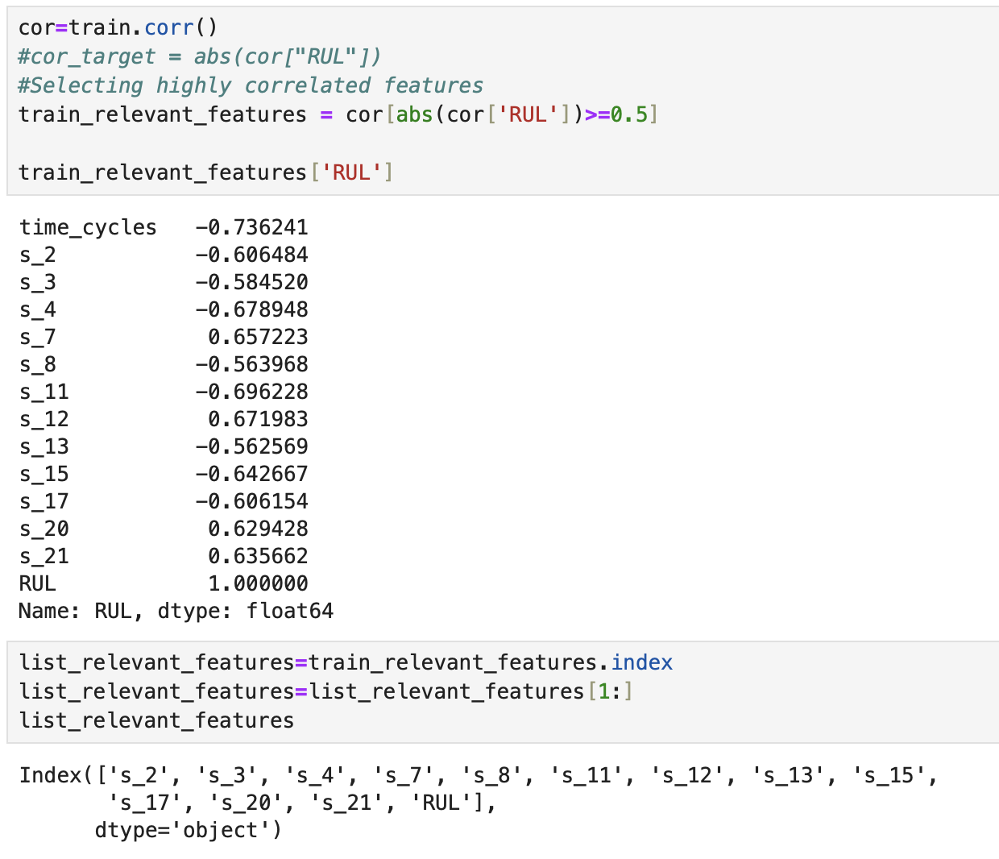 cor=train.corr()
#cor_target = abs(cor["RUL"])
#Selecting highly correlated features
train_relevant_features = cor[abs(cor['RUL'])>=0.5]
train_relevant_features['RUL']
time_cycles   −0.736241
s_2           −0.606484
s_3           −0.584520
s_4           −0.678948
s_7            0.657223
s_8           −0.563968
s_11          −0.696228
s_12           0.671983
s_13          −0.562569
s_15          −0.642667
s_17          −0.606154
s_20           0.629428
s_21           0.635662
RUL            1.000000
Name: RUL, dtype: float64
list_relevant_features=train_relevant_features.index
list_relevant_features=list_relevant_features[1:]
list_relevant_features
Index(['s_2', 's_3', 's_4', 's_7', 's_8', 's_11', 's_12', 's_13', 's_15',
       's_17', 's_20', 's_21', 'RUL'],
      dtype='object')